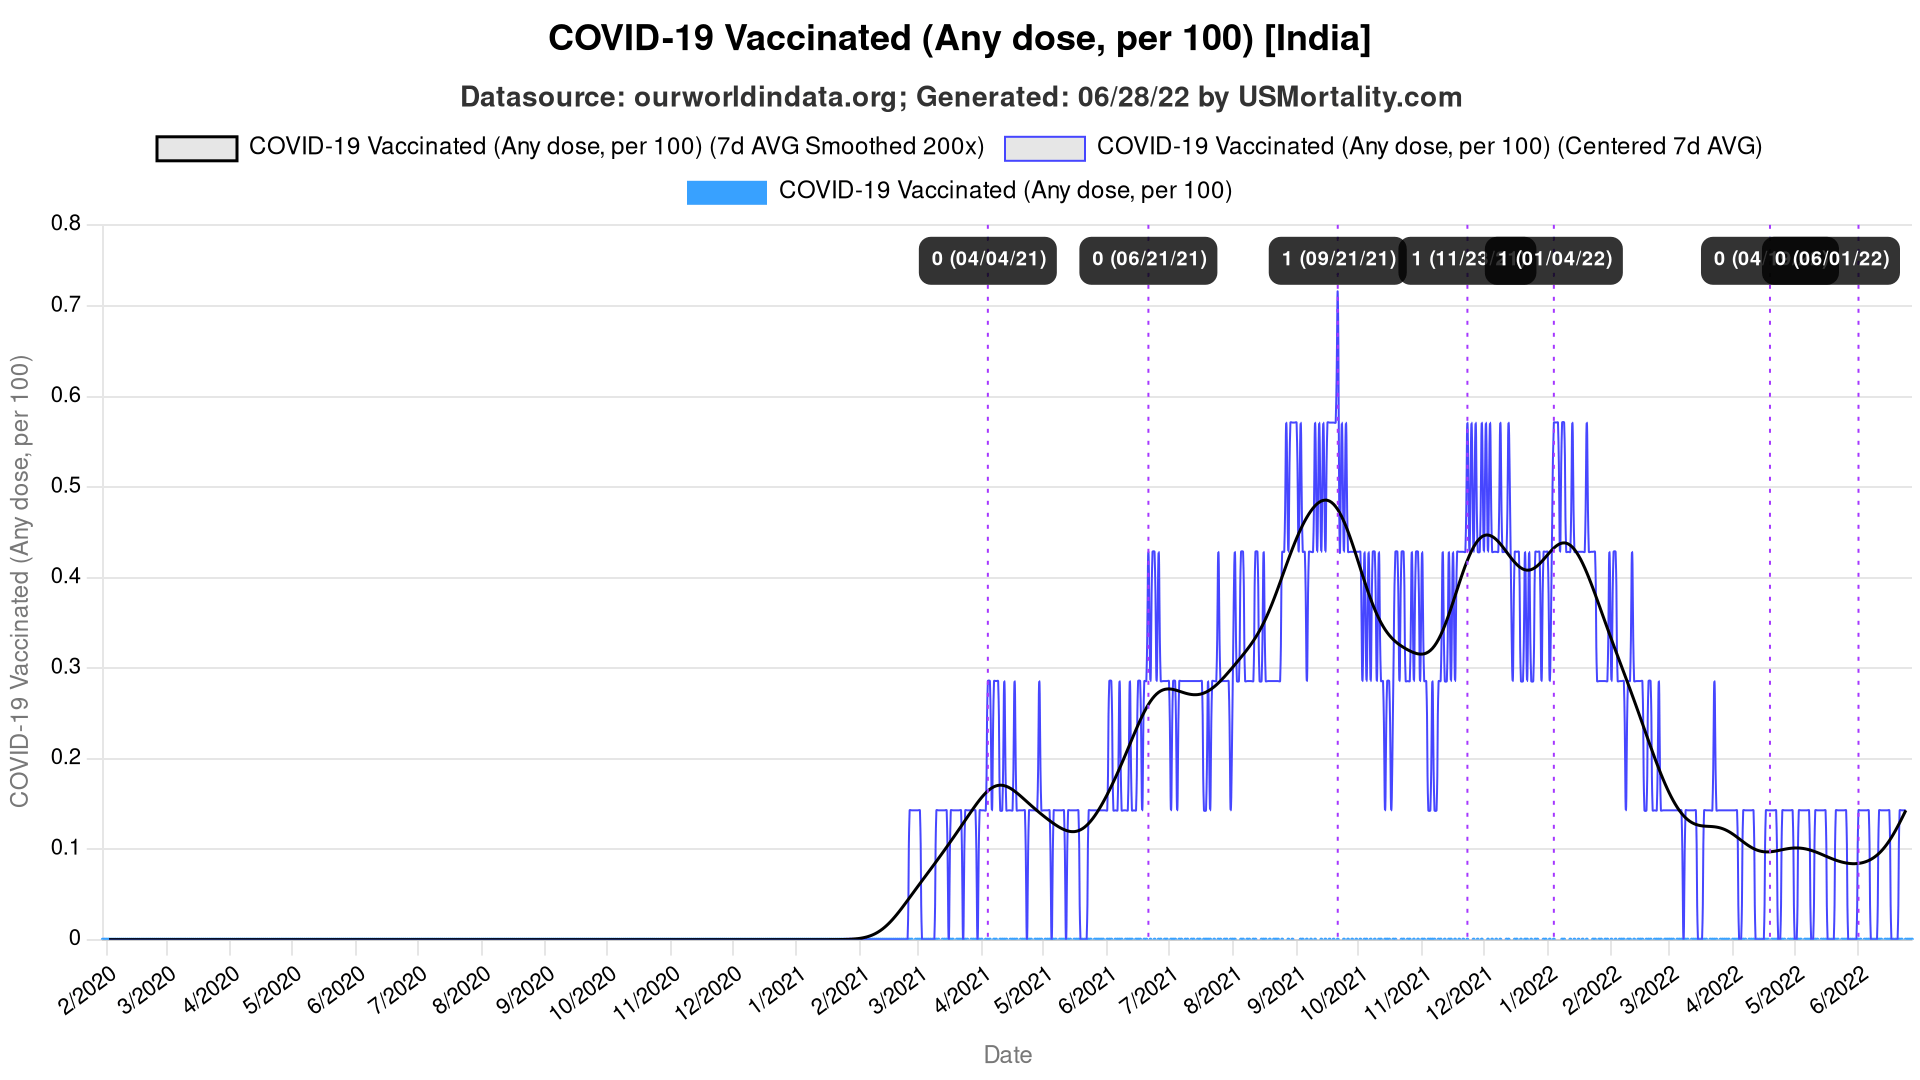 COVID-19 Vaccinated (Any dose, per 100) [India]
Datasource: ourworldindata.org; Generated: 06/28/22 by USMortality.com
COVID-19 Vaccinated (Any dose, per 100) (7d AVG Smoothed 200x) COVID-19 Vaccinated (Any dose, per 100) (Centered 7d AVG)
COVID-19 Vaccinated (Any dose, per 100)
0 (04/04/21) 0 (06/21/21) 1 (09/21/21) 1 (11/23 1 (01/04/22) 0 (04 0 (06/01/22)
COVID-19 Vaccinated (Any dose, per 100)
0.8
0.7
0.6
0.5
0.4
0.3
0.2
0.1
0
2/2020 3/2020 4/2020 5/2020 6/2020 7/2020 8/2020 9/2020 10/2020 11/2020 12/2020 1/2021 2/2021 3/2021 4/2021 5/2021 6/2021 7/2021 8/2021 9/2021 10/2021 11/2021 12/2021 1/2022 2/2022 3/2022 4/2022 5/2022 6/2022
Date